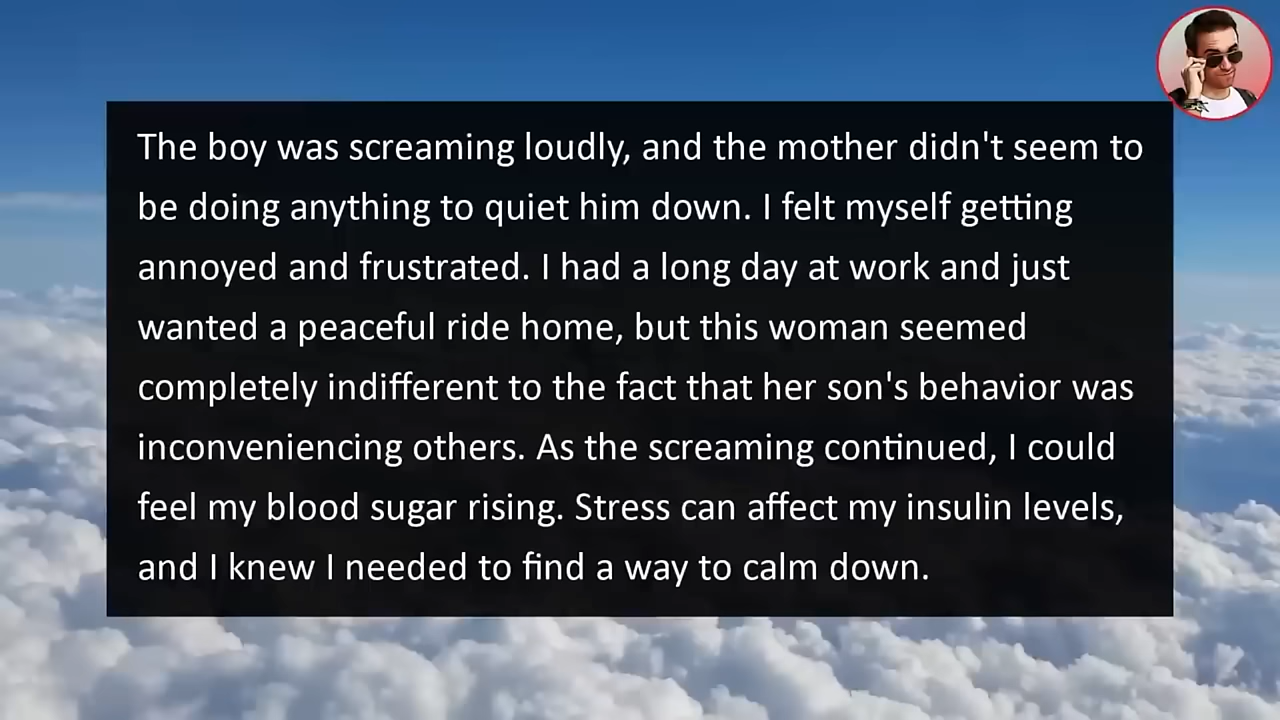 The boy was screaming loudly, and the mother didn't seem to
be doing anything to quiet him down. I felt myself getting
annoyed and frustrated. I had a long day at work and just
wanted a peaceful ride home, but this woman seemed
completely indifferent to the fact that her son's behavior was
inconveniencing others. As the screaming continued, I could
feel my blood sugar rising. Stress can affect my insulin levels,
and I knew I needed to find a way to calm down.